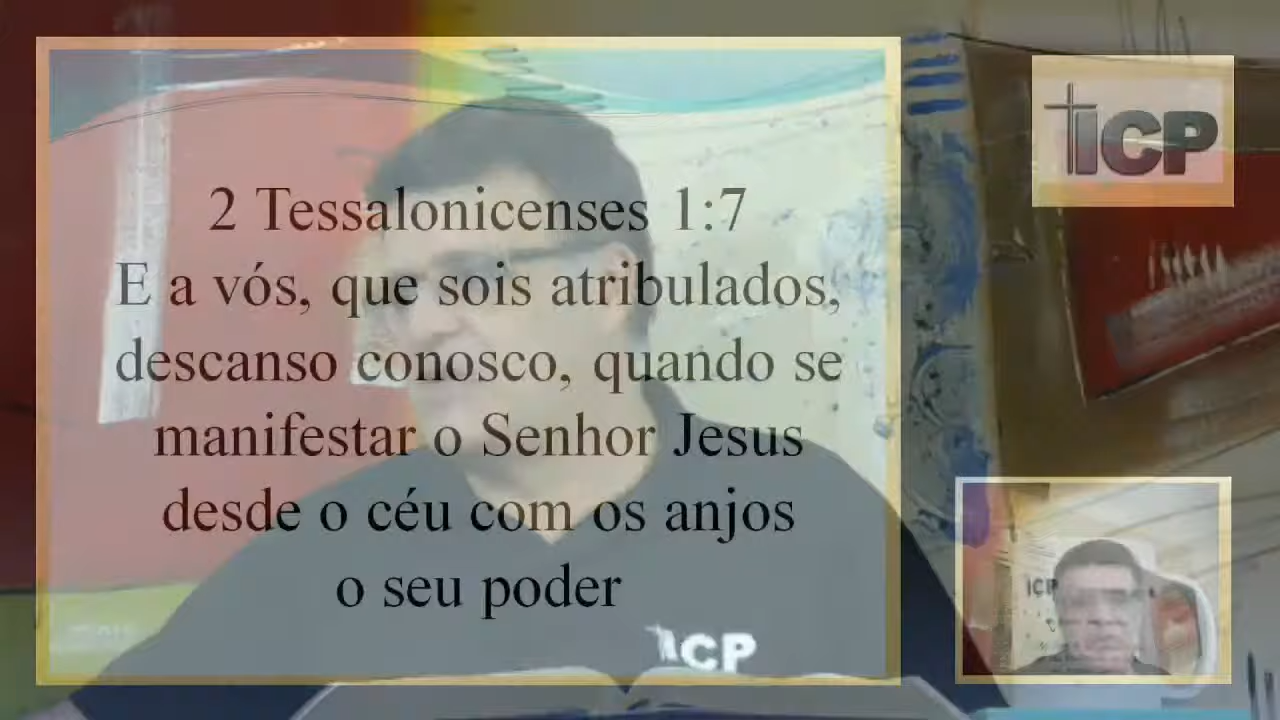 2 Tessalonicenses 1:7
E a vós, que sois atribulados,
descanso conosco, quando se
manifestar o Senhor Jesus
desde o céu com os anjos
o seu poder
ICP
ICP
ICP